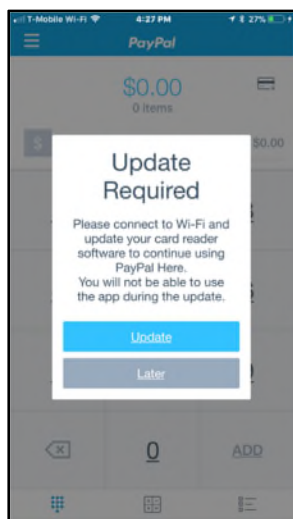 T-Mobile Wi-Fi 4:27 PM 27%
PayPal
$0.00
0 items
$ $0.00
Update
Required
Please connect to Wi-Fi and
update your card reader
software to continue using
PayPal Here.
You will not be able to use
the app during the update.
Update
Later
0 ADD